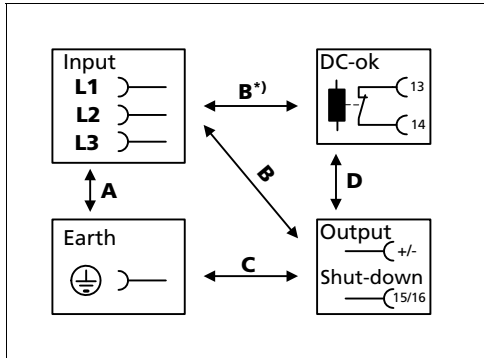 Input
L1
L2
L3
B*)
DC-ok
13
14
A
B
D
Earth
C
Output
+/-
Shut-down
15/16